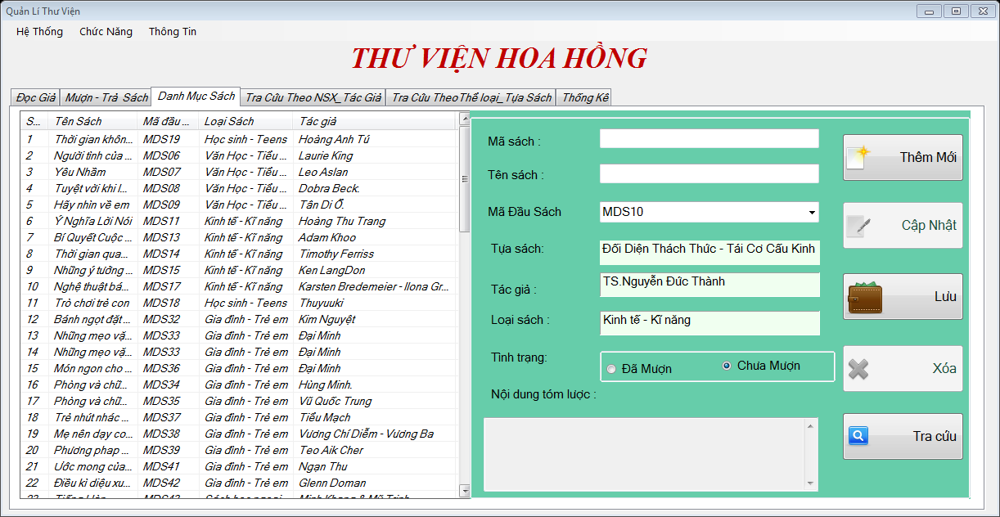 Quản Lí Thư Viện
Hệ Thống Chức Năng Thông Tin
THƯ VIỆN HOA HỒNG
Đọc Giả Mượn - Trả Sách Danh Mục Sách Tra Cứu Theo NSX_Tác Giả Tra Cứu Theo Thể loại_Tựa Sách Thống Kê
S... Tên Sách Mã đầu ... Loại Sách Tác giả
1 Thời gian khôn... MDS19 Học sinh - Teens Hoàng Anh Tú
2 Người tình của ... MDS06 Văn Học - Tiểu ... Laurie King
3 Yêu Nhầm MDS07 Văn Học - Tiểu ... Leo Aslan
4 Tuyệt vời khi l... MDS08 Văn Học - Tiểu ... Dobra Beck.
5 Hãy nhìn về em MDS09 Văn Học - Tiểu ... Tân Di Ổ.
6 Ý Nghĩa Lời Nói MDS11 Kinh tế - Kĩ năng Hoàng Thu Trang
7 Bí Quyết Cuộc ... MDS13 Kinh tế - Kĩ năng Adam Khoo
8 Thời gian qua... MDS14 Kinh tế - Kĩ năng Timothy Ferriss
9 Những ý tưởng ... MDS15 Kinh tế - Kĩ năng Ken LangDon
10 Nghệ thuật bá... MDS17 Kinh tế - Kĩ năng Karsten Bredemeier - Ilona Gr...
11 Trò chơi trẻ con MDS18 Học sinh - Teens Thuyuuki
12 Bánh ngọt đặt... MDS32 Gia đình - Trẻ em Kim Nguyệt
13 Những mẹo vặ... MDS33 Gia đình - Trẻ em Đại Minh
14 Những mẹo vặ... MDS33 Gia đình - Trẻ em Đại Minh
15 Món ngon cho ... MDS36 Gia đình - Trẻ em Đại Minh
16 Phòng và chữ... MDS34 Gia đình - Trẻ em Hùng Minh.
17 Phòng và chữ... MDS35 Gia đình - Trẻ em Vũ Quốc Trung
18 Trẻ nhút nhác ... MDS37 Gia đình - Trẻ em Tiểu Mạch
19 Mẹ nên dạy co... MDS38 Gia đình - Trẻ em Vương Chí Diễm - Vương Ba
20 Phương phap ... MDS39 Gia đình - Trẻ em Teo Aik Cher
21 Ước mong của... MDS41 Gia đình - Trẻ em Ngạn Thu
22 Điều kì diệu xu... MDS42 Gia đình - Trẻ em Glenn Doman
Mã sách :
Tên sách :
Mã Đầu Sách MDS10
Tựa sách: Đối Diện Thách Thức - Tái Cơ Cấu Kinh
Tác giả : TS.Nguyễn Đức Thành
Loại sách : Kinh tế - Kĩ năng
Tình trạng: Đã Mượn Chưa Mượn
Nội dung tóm lược :
Thêm Mới
Cập Nhật
Lưu
Xóa
Tra cứu